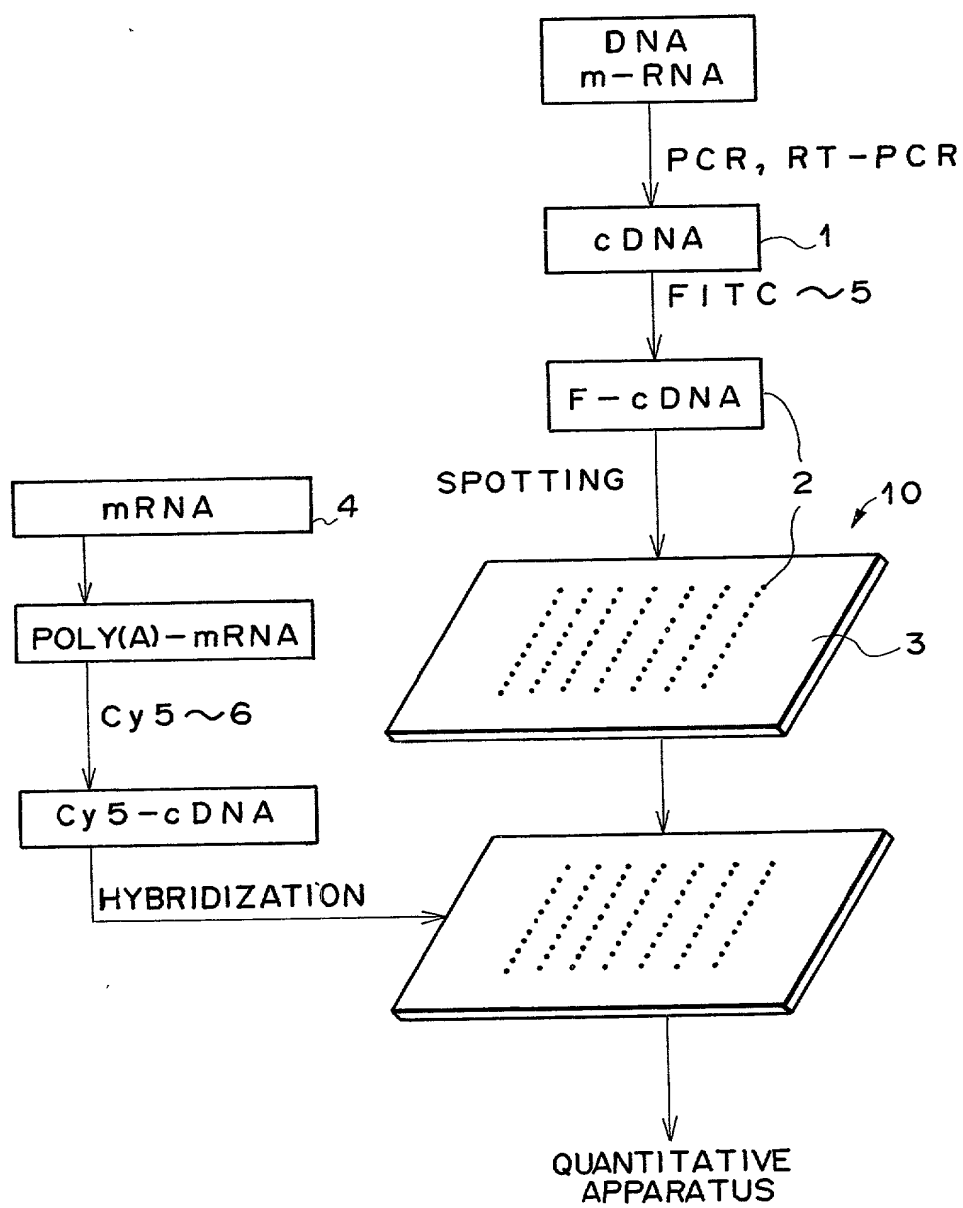 DNA
m-RNA
PCR, RT-PCR
cDNA
1
FITC ~5
F-cDNA
SPOTTING
2
10
mRNA
4
POLY(A)-mRNA
3
Cy5~6
Cy5-cDNA
HYBRIDIZATION
QUANTITATIVE
APPARATUS